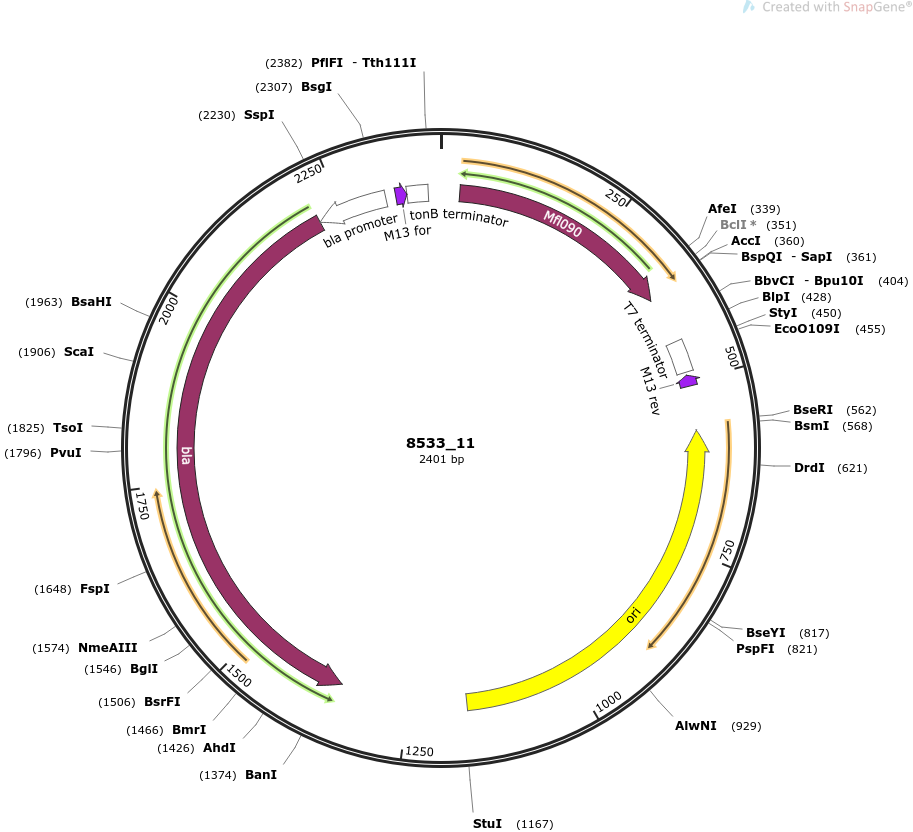 Created with SnapGene®
(2382) PflFI - Tth111I
(2307) BsgI
(2230) SspI
2250
bla promoter
M13 for
tonB terminator
Mfl090
250
AfeI (339)
BclI * (351)
AccI (360)
BspQI - SapI (361)
BbvCI - Bpu10I (404)
BlpI (428)
StyI (450)
EcoO109I (455)
T7 terminator
M13 rev
500
BseRI (562)
BsmI (568)
DrdI (621)
750
BseYI (817)
PspFI (821)
ori
1000
AlwNI (929)
StuI (1167)
1250
(1374) BanI
(1426) AhdI
(1466) BmrI
(1506) BsrFI
1500
(1546) BglI
(1574) NmeAIII
(1648) FspI
1750
(1796) PvuI
(1825) TsoI
bla
(1906) ScaI
(1963) BsaHI
2000
8533_11
2401 bp